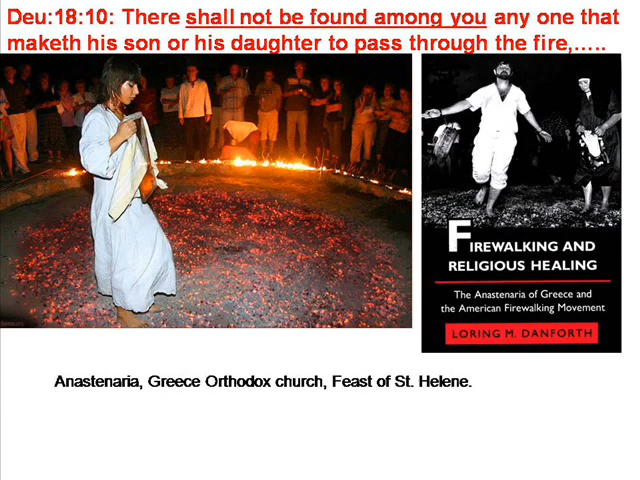 Deu:18:10: There shall not be found among you any one that
maketh his son or his daughter to pass through the fire,…..
FIREWALKING AND
RELIGIOUS HEALING
The Anastenaria of Greece and
the American Firewalking Movement
LORING M. DANFORTH
Anastenaria, Greece Orthodox church, Feast of St. Helene.